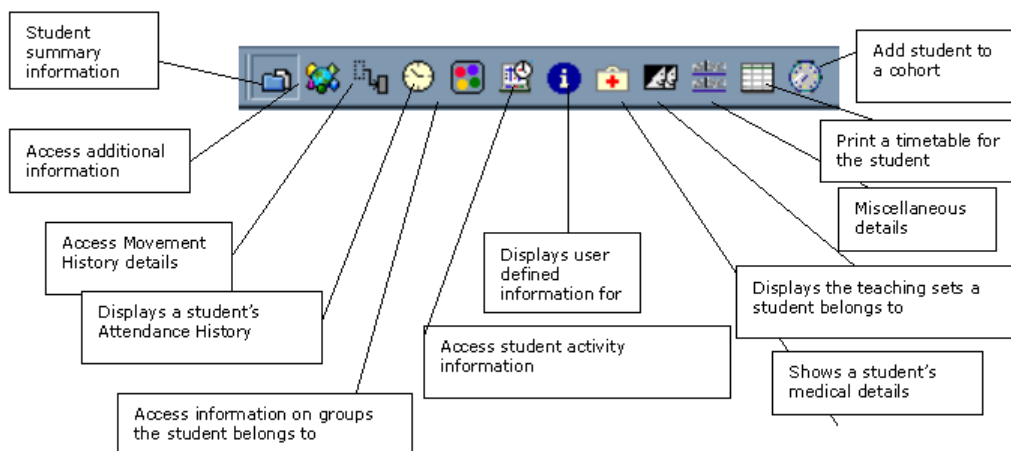 Student
summary
information
Add student to
a cohort
Access additional
information
Print a timetable for
the student
Miscellaneous
details
Access Movement
History details
Displays user
defined
information for
Displays the teaching sets a
student belongs to
Displays a student's
Attendance History
Access student activity
information
Shows a student's
medical details
Access information on groups
the student belongs to